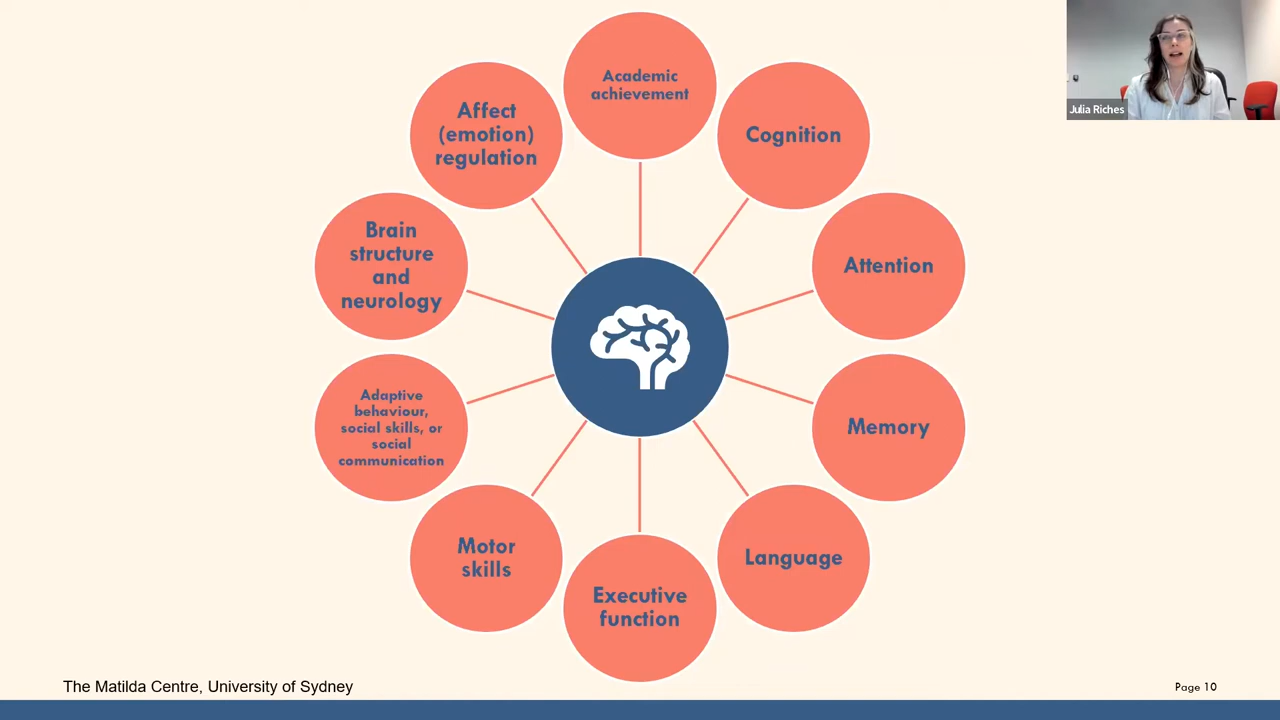 Academic
achievement
Cognition
Attention
Memory
Language
Executive
function
Motor
skills
Adaptive
behaviour,
social skills, or
social
communication
Brain
structure
and
neurology
Affect
(emotion)
regulation
Julia Riches
The Matilda Centre, University of Sydney
Page 10